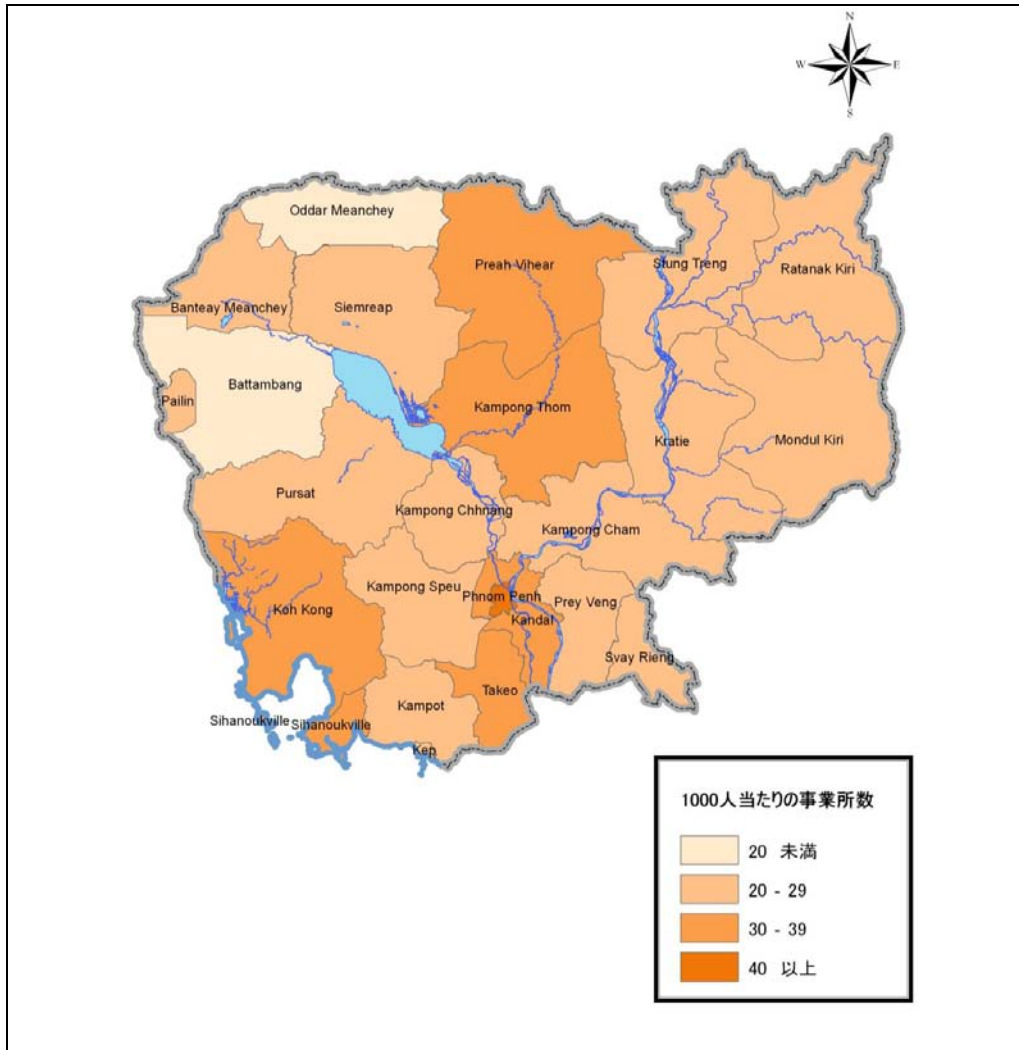 N
W E
S
Oddar Meanchey
Preah Vihear
Stung Treng
Ratanak Kiri
Banteay Meanchey
Siemreap
Battambang
Pailin
Kampong Thom
Kratie
Mondul Kiri
Pursat
Kampong Chhnang
Kampong Cham
Kampong Speu
Phnom Penh
Prey Veng
Koh Kong
Kandal
Svay Rieng
Takeo
Kampot
Sihanoukville
Sihanoukville
Kep
1000人当たりの事業所数
20 未満
20 - 29
30 - 39
40 以上